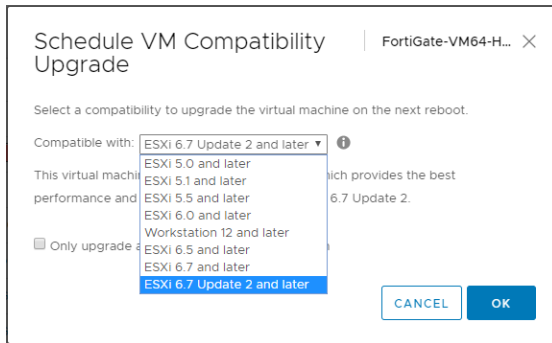 Schedule VM Compatibility Upgrade
FortiGate-VM64-H...
Select a compatibility to upgrade the virtual machine on the next reboot.
Compatible with: ESXi 6.7 Update 2 and later
ESXi 5.0 and later
ESXi 5.1 and later
ESXi 5.5 and later
ESXi 6.0 and later
Workstation 12 and later
ESXi 6.5 and later
ESXi 6.7 and later
ESXi 6.7 Update 2 and later
This virtual machin hich provides the best
performance and 6.7 Update 2.
Only upgrade
CANCEL
OK